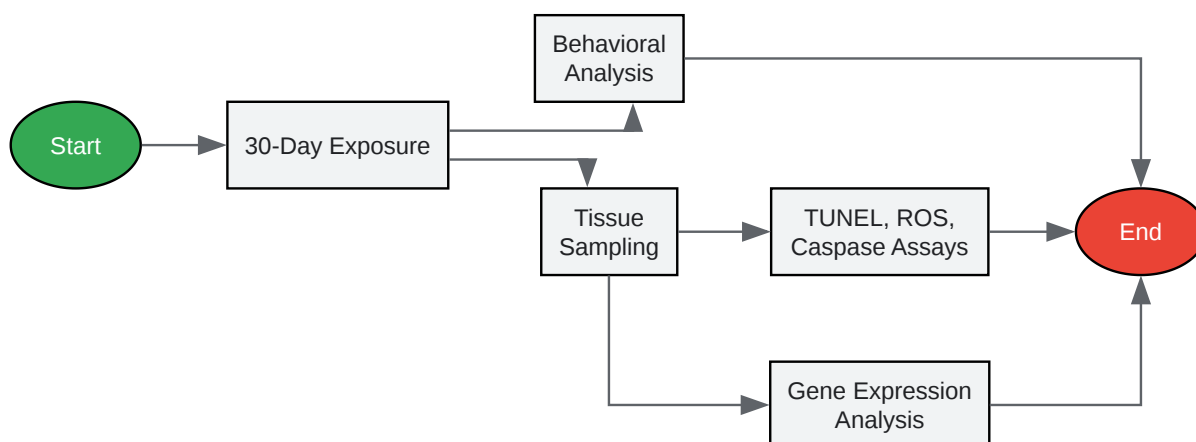 Start
30-Day Exposure
Behavioral
Analysis
Tissue
Sampling
TUNEL, ROS,
Caspase Assays
Gene Expression
Analysis
End